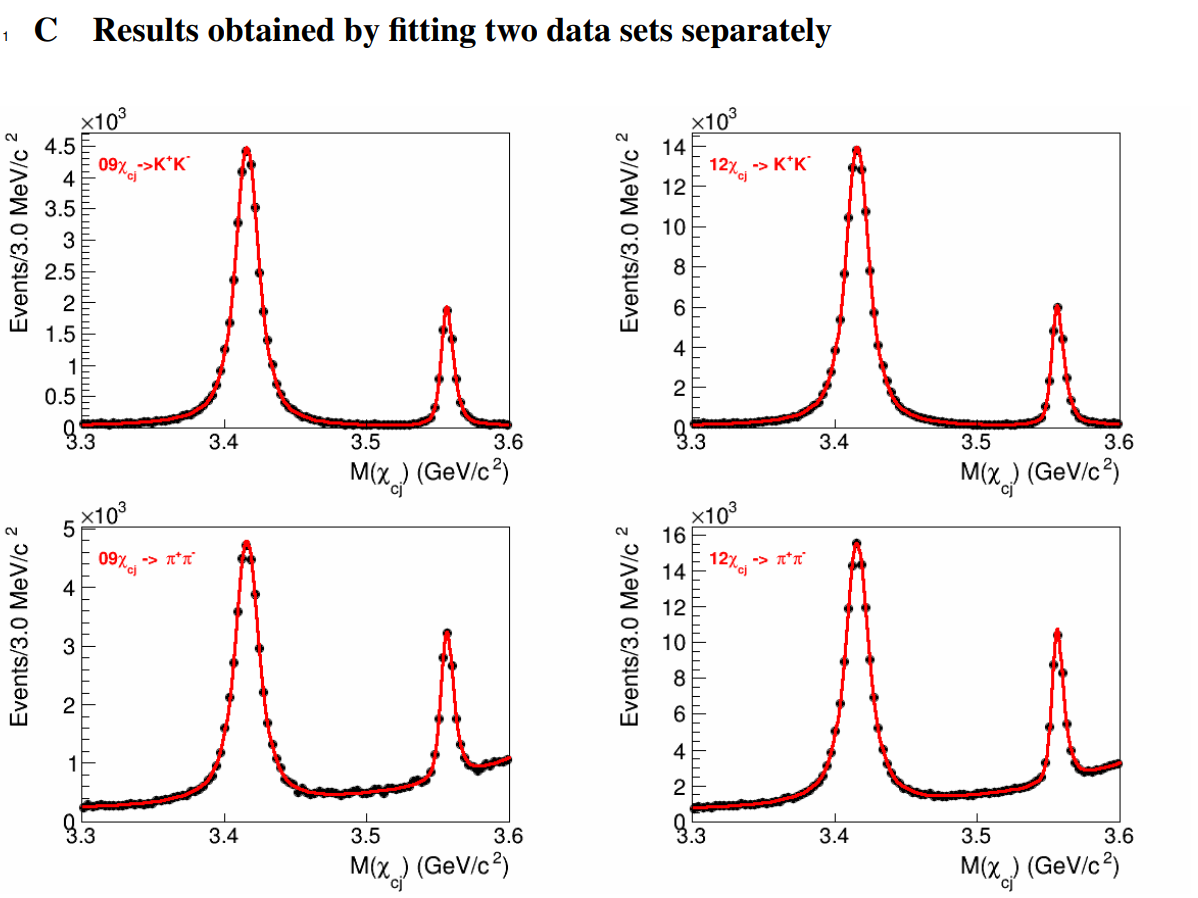 1 C Results obtained by fitting two data sets separately
×10³
Events/3.0 MeV/c ²
4.5
4
3.5
3
2.5
2
1.5
1
0.5
0
09χcj->K⁺K⁻
3.3 3.4 3.5 3.6
M(χcj) (GeV/c²)
×10³
Events/3.0 MeV/c ²
14
12
10
8
6
4
2
0
12χcj -> K⁺K⁻
3.3 3.4 3.5 3.6
M(χcj) (GeV/c²)
×10³
Events/3.0 MeV/c ²
5
4
3
2
1
0
09χcj -> π⁺π⁻
3.3 3.4 3.5 3.6
M(χcj) (GeV/c²)
×10³
Events/3.0 MeV/c ²
16
14
12
10
8
6
4
2
0
12χcj -> π⁺π⁻
3.3 3.4 3.5 3.6
M(χcj) (GeV/c²)